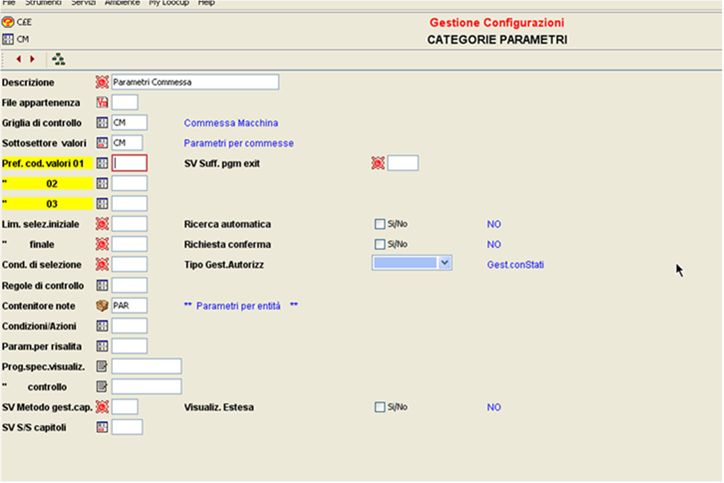 File Strumenti Servizi Ambiente My Loocup Help
C£E
Gestione Configurazioni
CM
CATEGORIE PARAMETRI
Descrizione Parametri Commessa
File appartenenza
Griglia di controllo CM Commessa Macchina
Sottosettore valori CM Parametri per commesse
Pref. cod. valori 01 SV Suff. pgm exit
" 02
" 03
Lim. selez.iniziale Ricerca automatica Si/No NO
" finale Richiesta conferma Si/No NO
Cond. di selezione Tipo Gest.Autorizz Gest.conStati
Regole di controllo
Contenitore note PAR ** Parametri per entità **
Condizioni/Azioni
Param.per risalita
Prog.spec.visualiz.
" controllo
SV Metodo gest.cap. Visualiz. Estesa Si/No NO
SV S/S capitoli